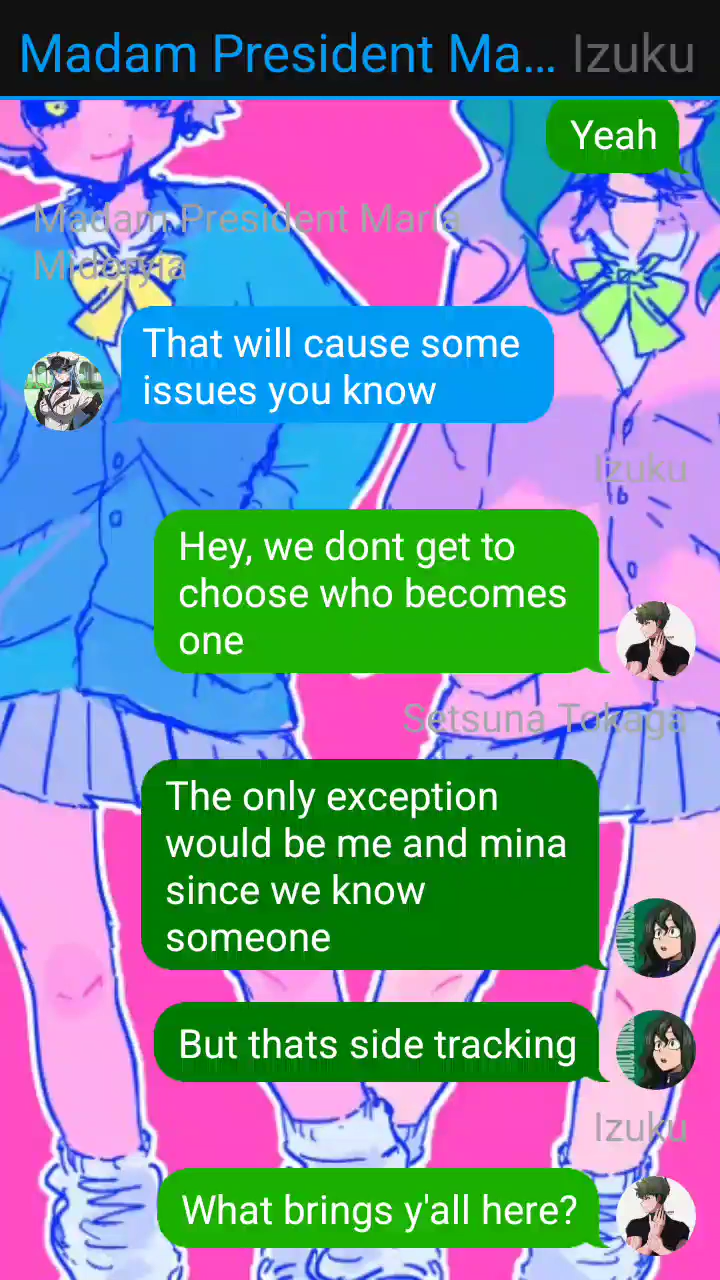 Madam President Ma... Izuku
Yeah
Madam President Maria
Midoryia
That will cause some
issues you know
Izuku
Hey, we dont get to
choose who becomes
one
Setsuna Tokage
The only exception
would be me and mina
since we know
someone
But thats side tracking
Izuku
What brings y'all here?